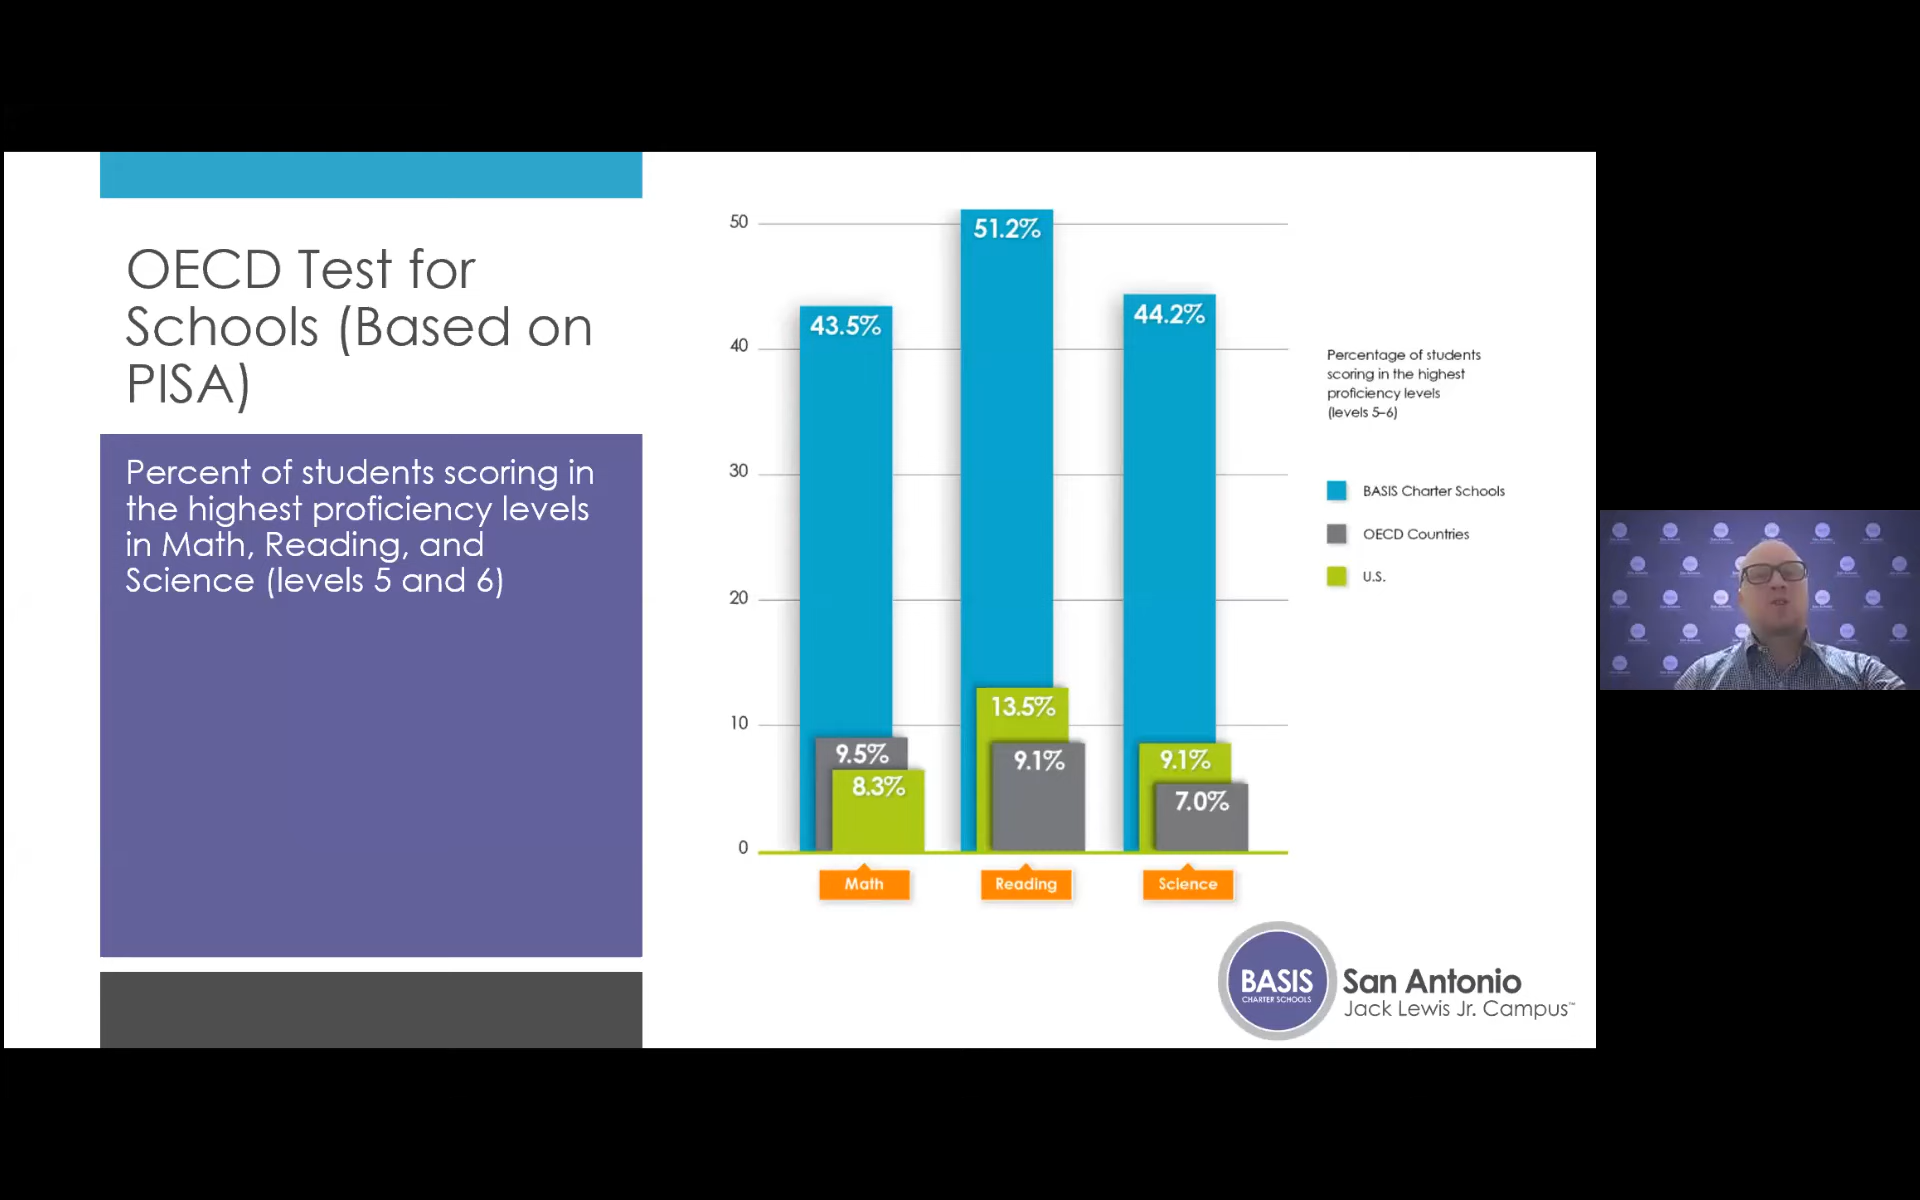 OECD Test for
Schools (Based on
PISA)
Percent of students scoring in
the highest proficiency levels
in Math, Reading, and
Science (levels 5 and 6)
50
40
30
20
10
0
43.5%
9.5%
8.3%
51.2%
13.5%
9.1%
44.2%
9.1%
7.0%
Math
Reading
Science
Percentage of students
scoring in the highest
proficiency levels
(levels 5–6)
BASIS Charter Schools
OECD Countries
U.S.
BASIS
CHARTER SCHOOLS
San Antonio
Jack Lewis Jr. Campus™